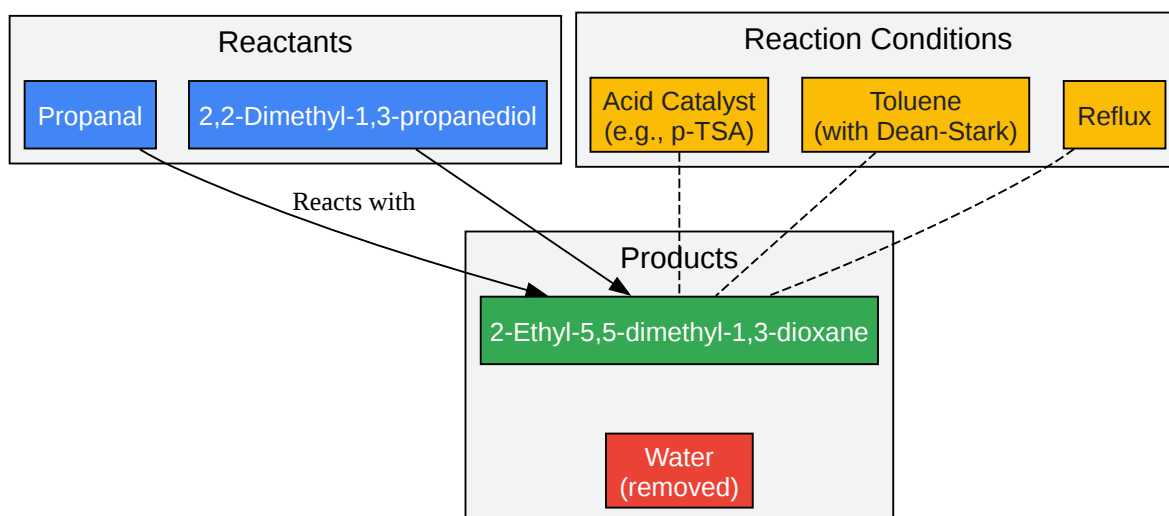 Reactants
Reaction Conditions
Propanal
2,2-Dimethyl-1,3-propanediol
Acid Catalyst
(e.g., p-TSA)
Toluene
(with Dean-Stark)
Reflux
Reacts with
Products
2-Ethyl-5,5-dimethyl-1,3-dioxane
Water
(removed)